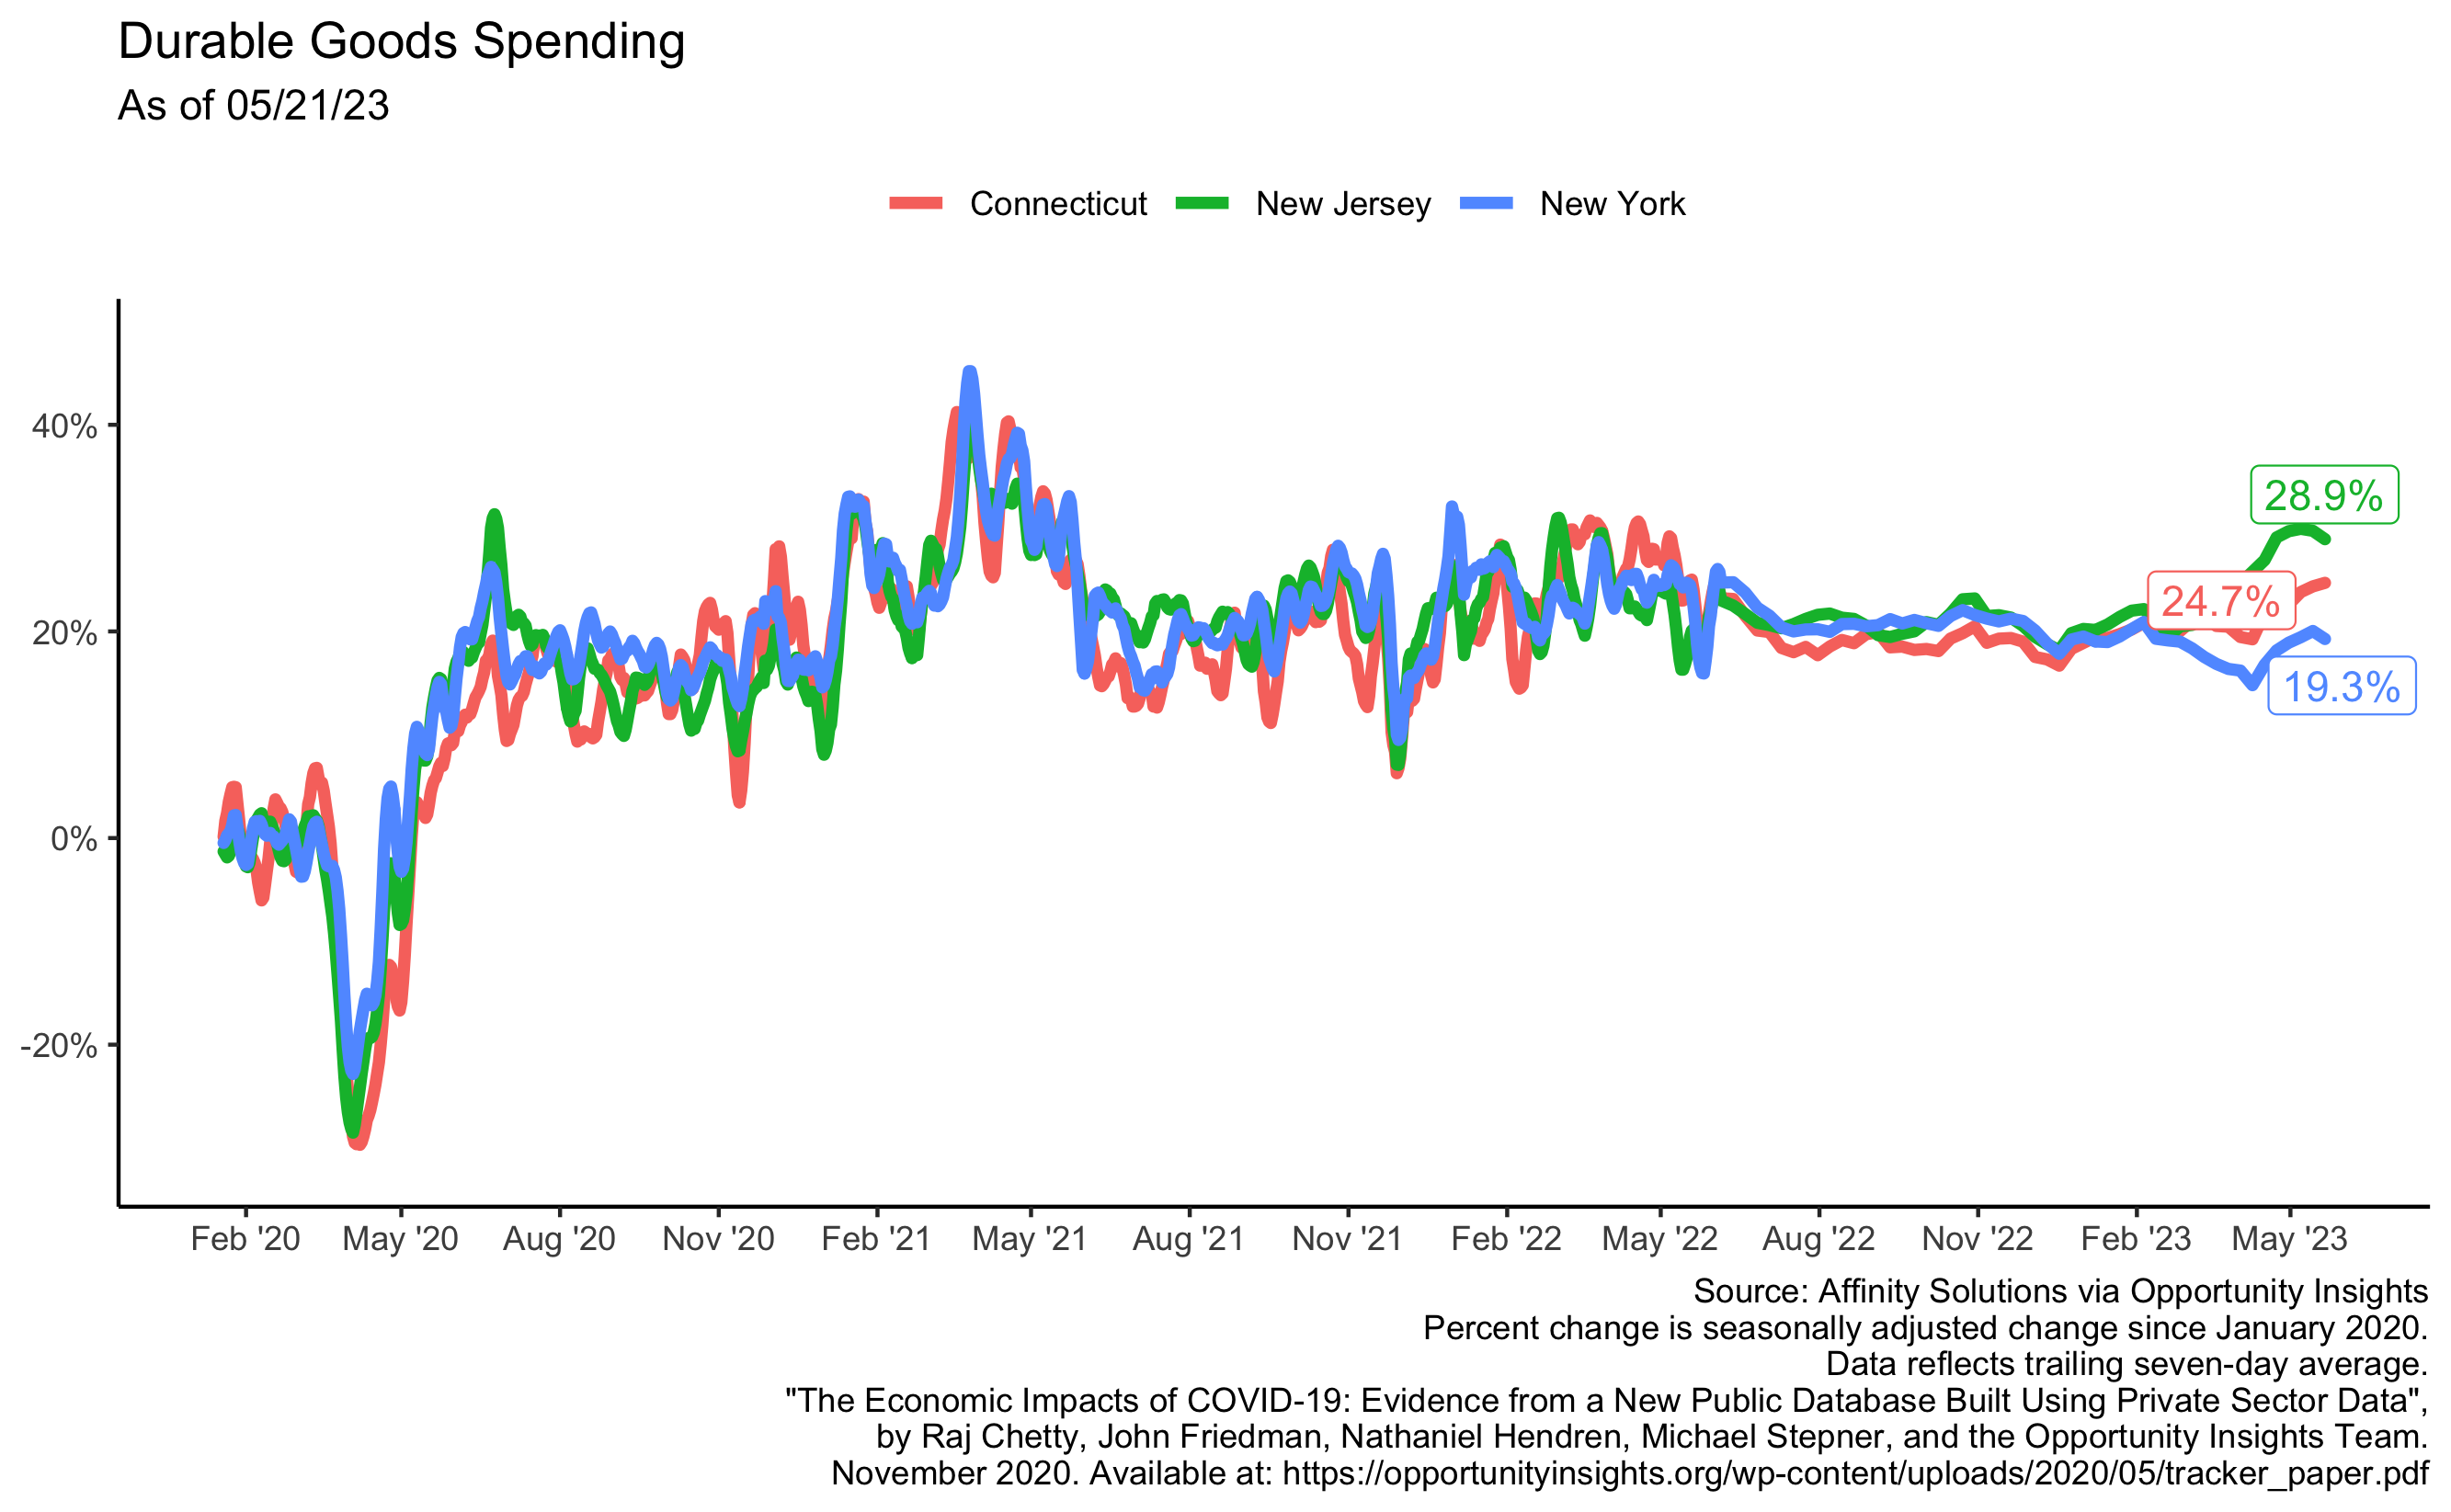 Durable Goods Spending
As of 05/21/23
Connecticut New Jersey New York
40%
20%
0%
-20%
28.9%
24.7%
19.3%
Feb '20 May '20 Aug '20 Nov '20 Feb '21 May '21 Aug '21 Nov '21 Feb '22 May '22 Aug '22 Nov '22 Feb '23 May '23
Source: Affinity Solutions via Opportunity Insights
Percent change is seasonally adjusted change since January 2020.
Data reflects trailing seven-day average.
"The Economic Impacts of COVID-19: Evidence from a New Public Database Built Using Private Sector Data",
by Raj Chetty, John Friedman, Nathaniel Hendren, Michael Stepner, and the Opportunity Insights Team.
November 2020. Available at: https://opportunityinsights.org/wp-content/uploads/2020/05/tracker_paper.pdf